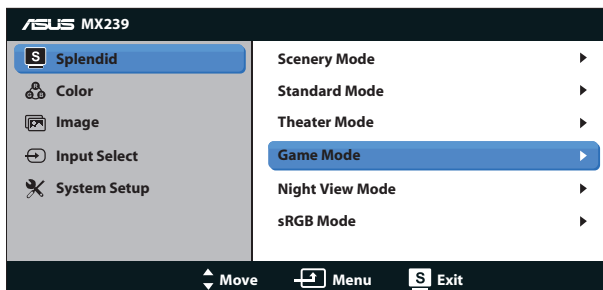 ASUS MX239
S Splendid
Color
Image
Input Select
System Setup
Scenery Mode
Standard Mode
Theater Mode
Game Mode
Night View Mode
sRGB Mode
Move Menu S Exit